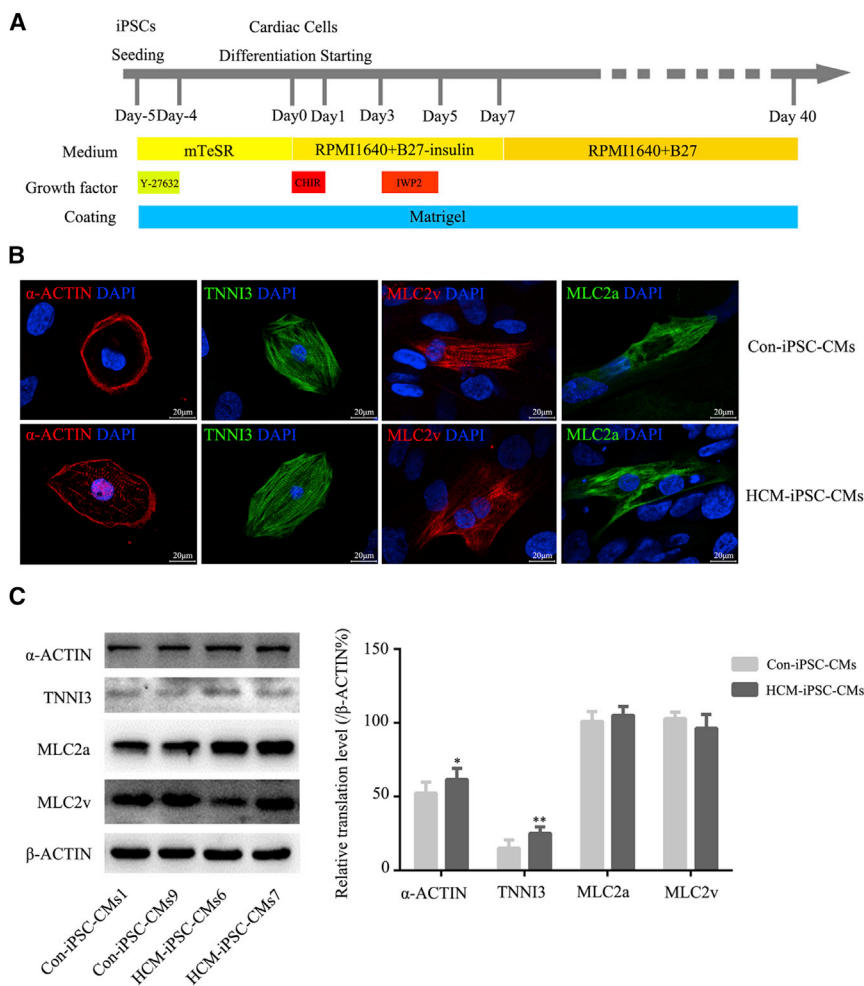 A
iPSCs
Seeding
Cardiac Cells
Differentiation Starting
Day-5 Day-4 Day0 Day1 Day3 Day5 Day7 Day 40
Medium mTeSR RPMI1640+B27-insulin RPMI1640+B27
Growth factor Y-27632 CHIR IWP2
Coating Matrigel
B
α-ACTIN DAPI TNNI3 DAPI MLC2v DAPI MLC2a DAPI
Con-iPSC-CMs
20μm 20μm 20μm 20μm
α-ACTIN DAPI TNNI3 DAPI MLC2v DAPI MLC2a DAPI
HCM-iPSC-CMs
20μm 20μm 20μm 20μm
C
α-ACTIN
TNNI3
MLC2a
MLC2v
β-ACTIN
Con-iPSC-CMs1
Con-iPSC-CMs9
HCM-iPSC-CMs6
HCM-iPSC-CMs7
Relative translation level (/β-ACTIN%)
150
100
50
0
* **
α-ACTIN TNNI3 MLC2a MLC2v
Con-iPSC-CMs
HCM-iPSC-CMs